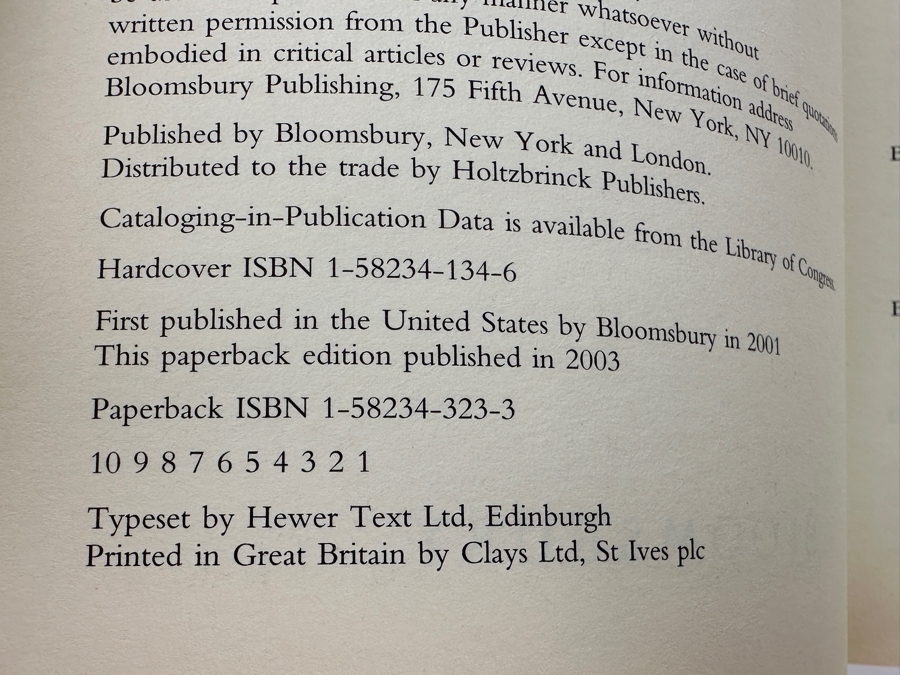 manner whatsoever without
written permission from the Publisher except in the case of brief quotations
embodied in critical articles or reviews. For information address
Bloomsbury Publishing, 175 Fifth Avenue, New York, NY 10010.
Published by Bloomsbury, New York and London.
Distributed to the trade by Holtzbrinck Publishers.
Cataloging-in-Publication Data is available from the Library of Congress.
Hardcover ISBN 1-58234-134-6
First published in the United States by Bloomsbury in 2001
This paperback edition published in 2003
Paperback ISBN 1-58234-323-3
10 9 8 7 6 5 4 3 2 1
Typeset by Hewer Text Ltd, Edinburgh
Printed in Great Britain by Clays Ltd, St Ives plc